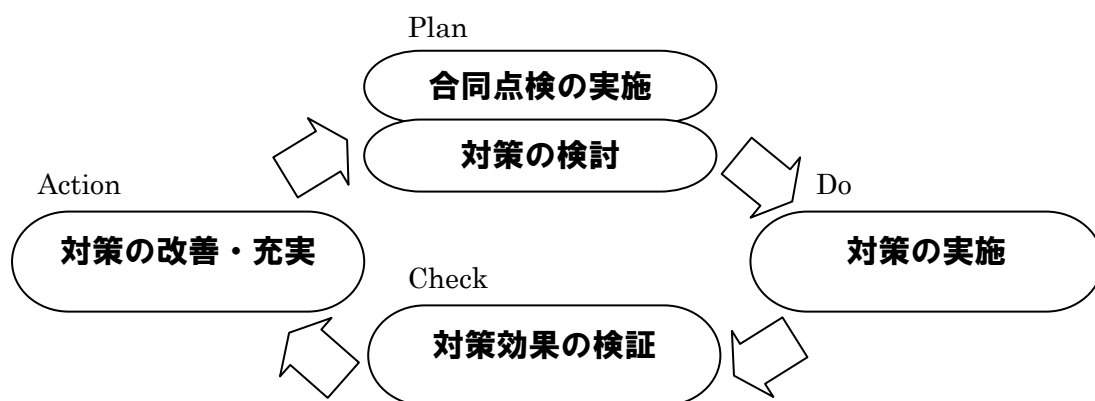 Plan
合同点検の実施
対策の検討
Action
Do
対策の改善・充実
対策の実施
Check
対策効果の検証